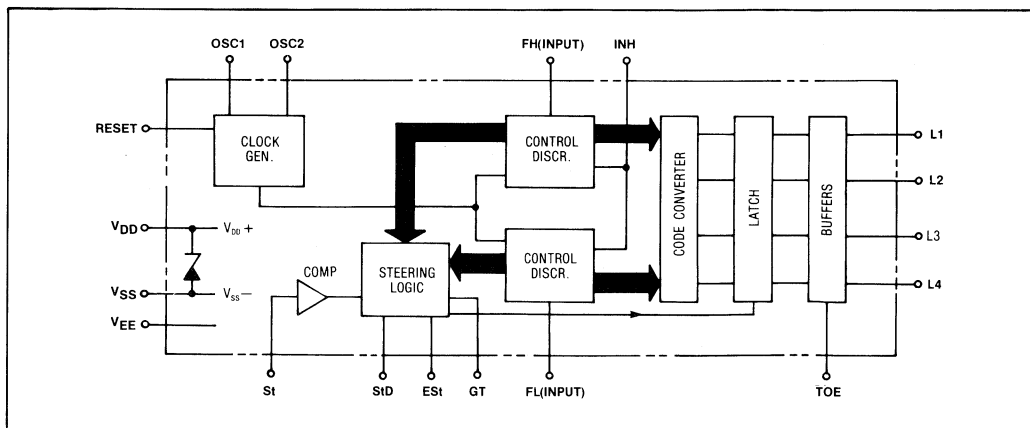 OSC1 OSC2 FH(INPUT) INH
RESET
CLOCK
GEN.
CONTROL
DISCR.
CODE CONVERTER
LATCH
BUFFERS
L1
L2
L3
L4
VDD
VDD +
VSS
VSS —
VEE
COMP
STEERING
LOGIC
CONTROL
DISCR.
St StD ESt GT FL(INPUT) TOE